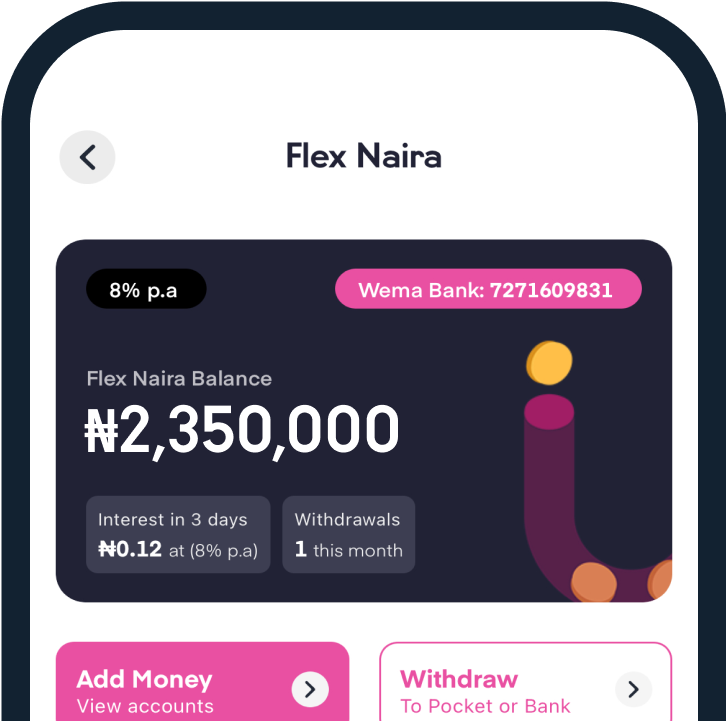 Flex Naira
8% p.a
Wema Bank: 7271609831
Flex Naira Balance
₦2,350,000
Interest in 3 days
₦0.12 at (8% p.a)
Withdrawals
1 this month
Add Money
View accounts
Withdraw
To Pocket or Bank